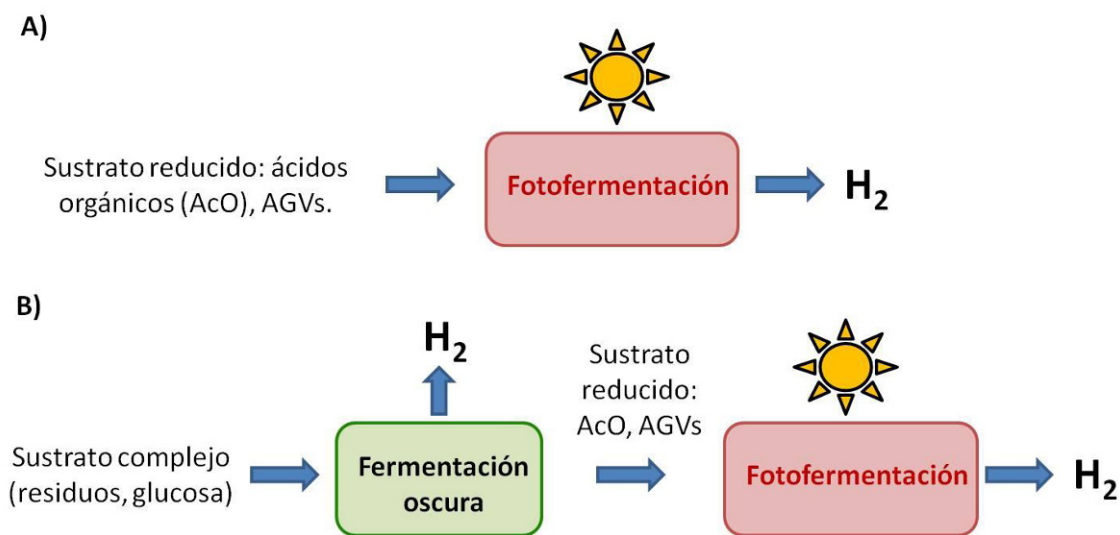 A)
Sustrato reducido: ácidos
orgánicos (AcO), AGVs.
Fotofermentación
H2
B)
Sustrato complejo
(residuos, glucosa)
H2
Fermentación
oscura
Sustrato
reducido:
AcO, AGVs
Fotofermentación
H2